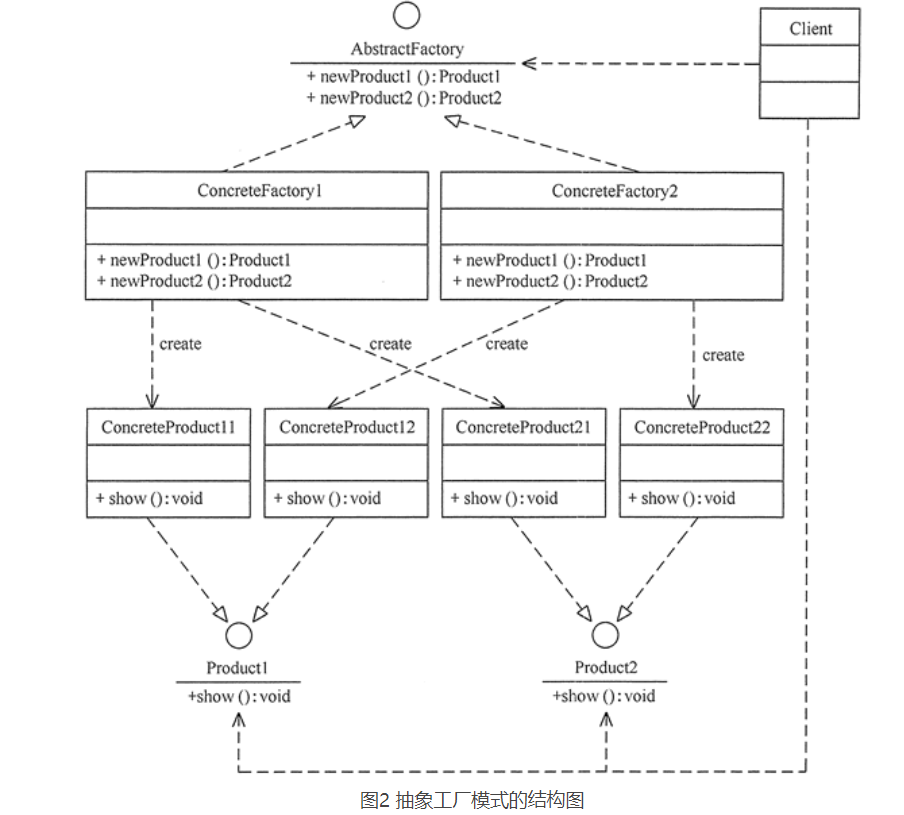 AbstractFactory
+ newProduct1 (): Product1
+ newProduct2 (): Product2
Client
ConcreteFactory1
+ newProduct1 (): Product1
+ newProduct2 (): Product2
ConcreteFactory2
+ newProduct1 (): Product1
+ newProduct2 (): Product2
create
create
create
create
ConcreteProduct11
+ show (): void
ConcreteProduct12
+ show (): void
ConcreteProduct21
+ show (): void
ConcreteProduct22
+ show (): void
Product1
+show (): void
Product2
+show (): void
图2 抽象工厂模式的结构图